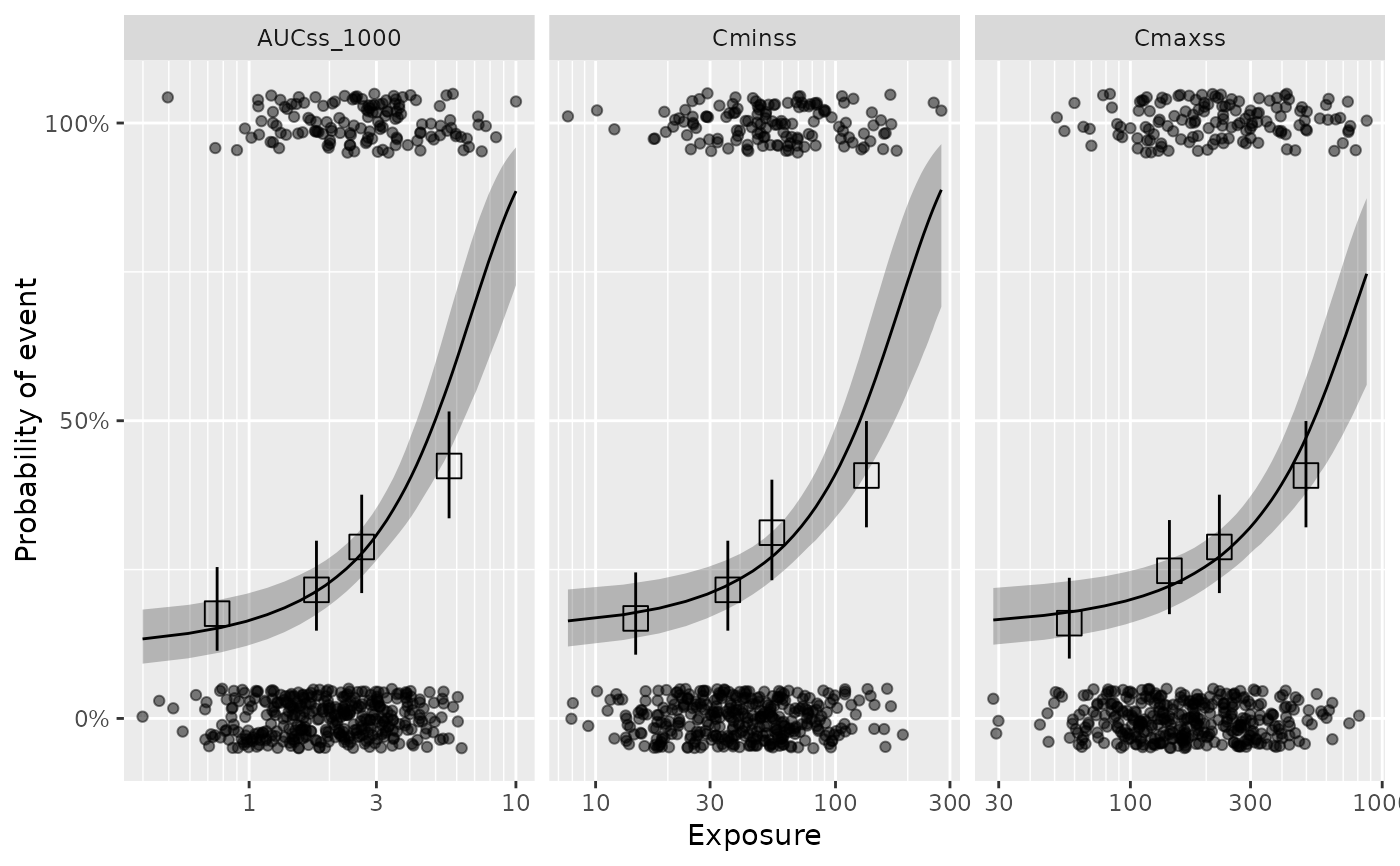 AUCss_1000 Cminss Cmaxss
Probability of event
100%
50%
0%
1 3 10 10 30 100 300 30 100 300 1000
Exposure